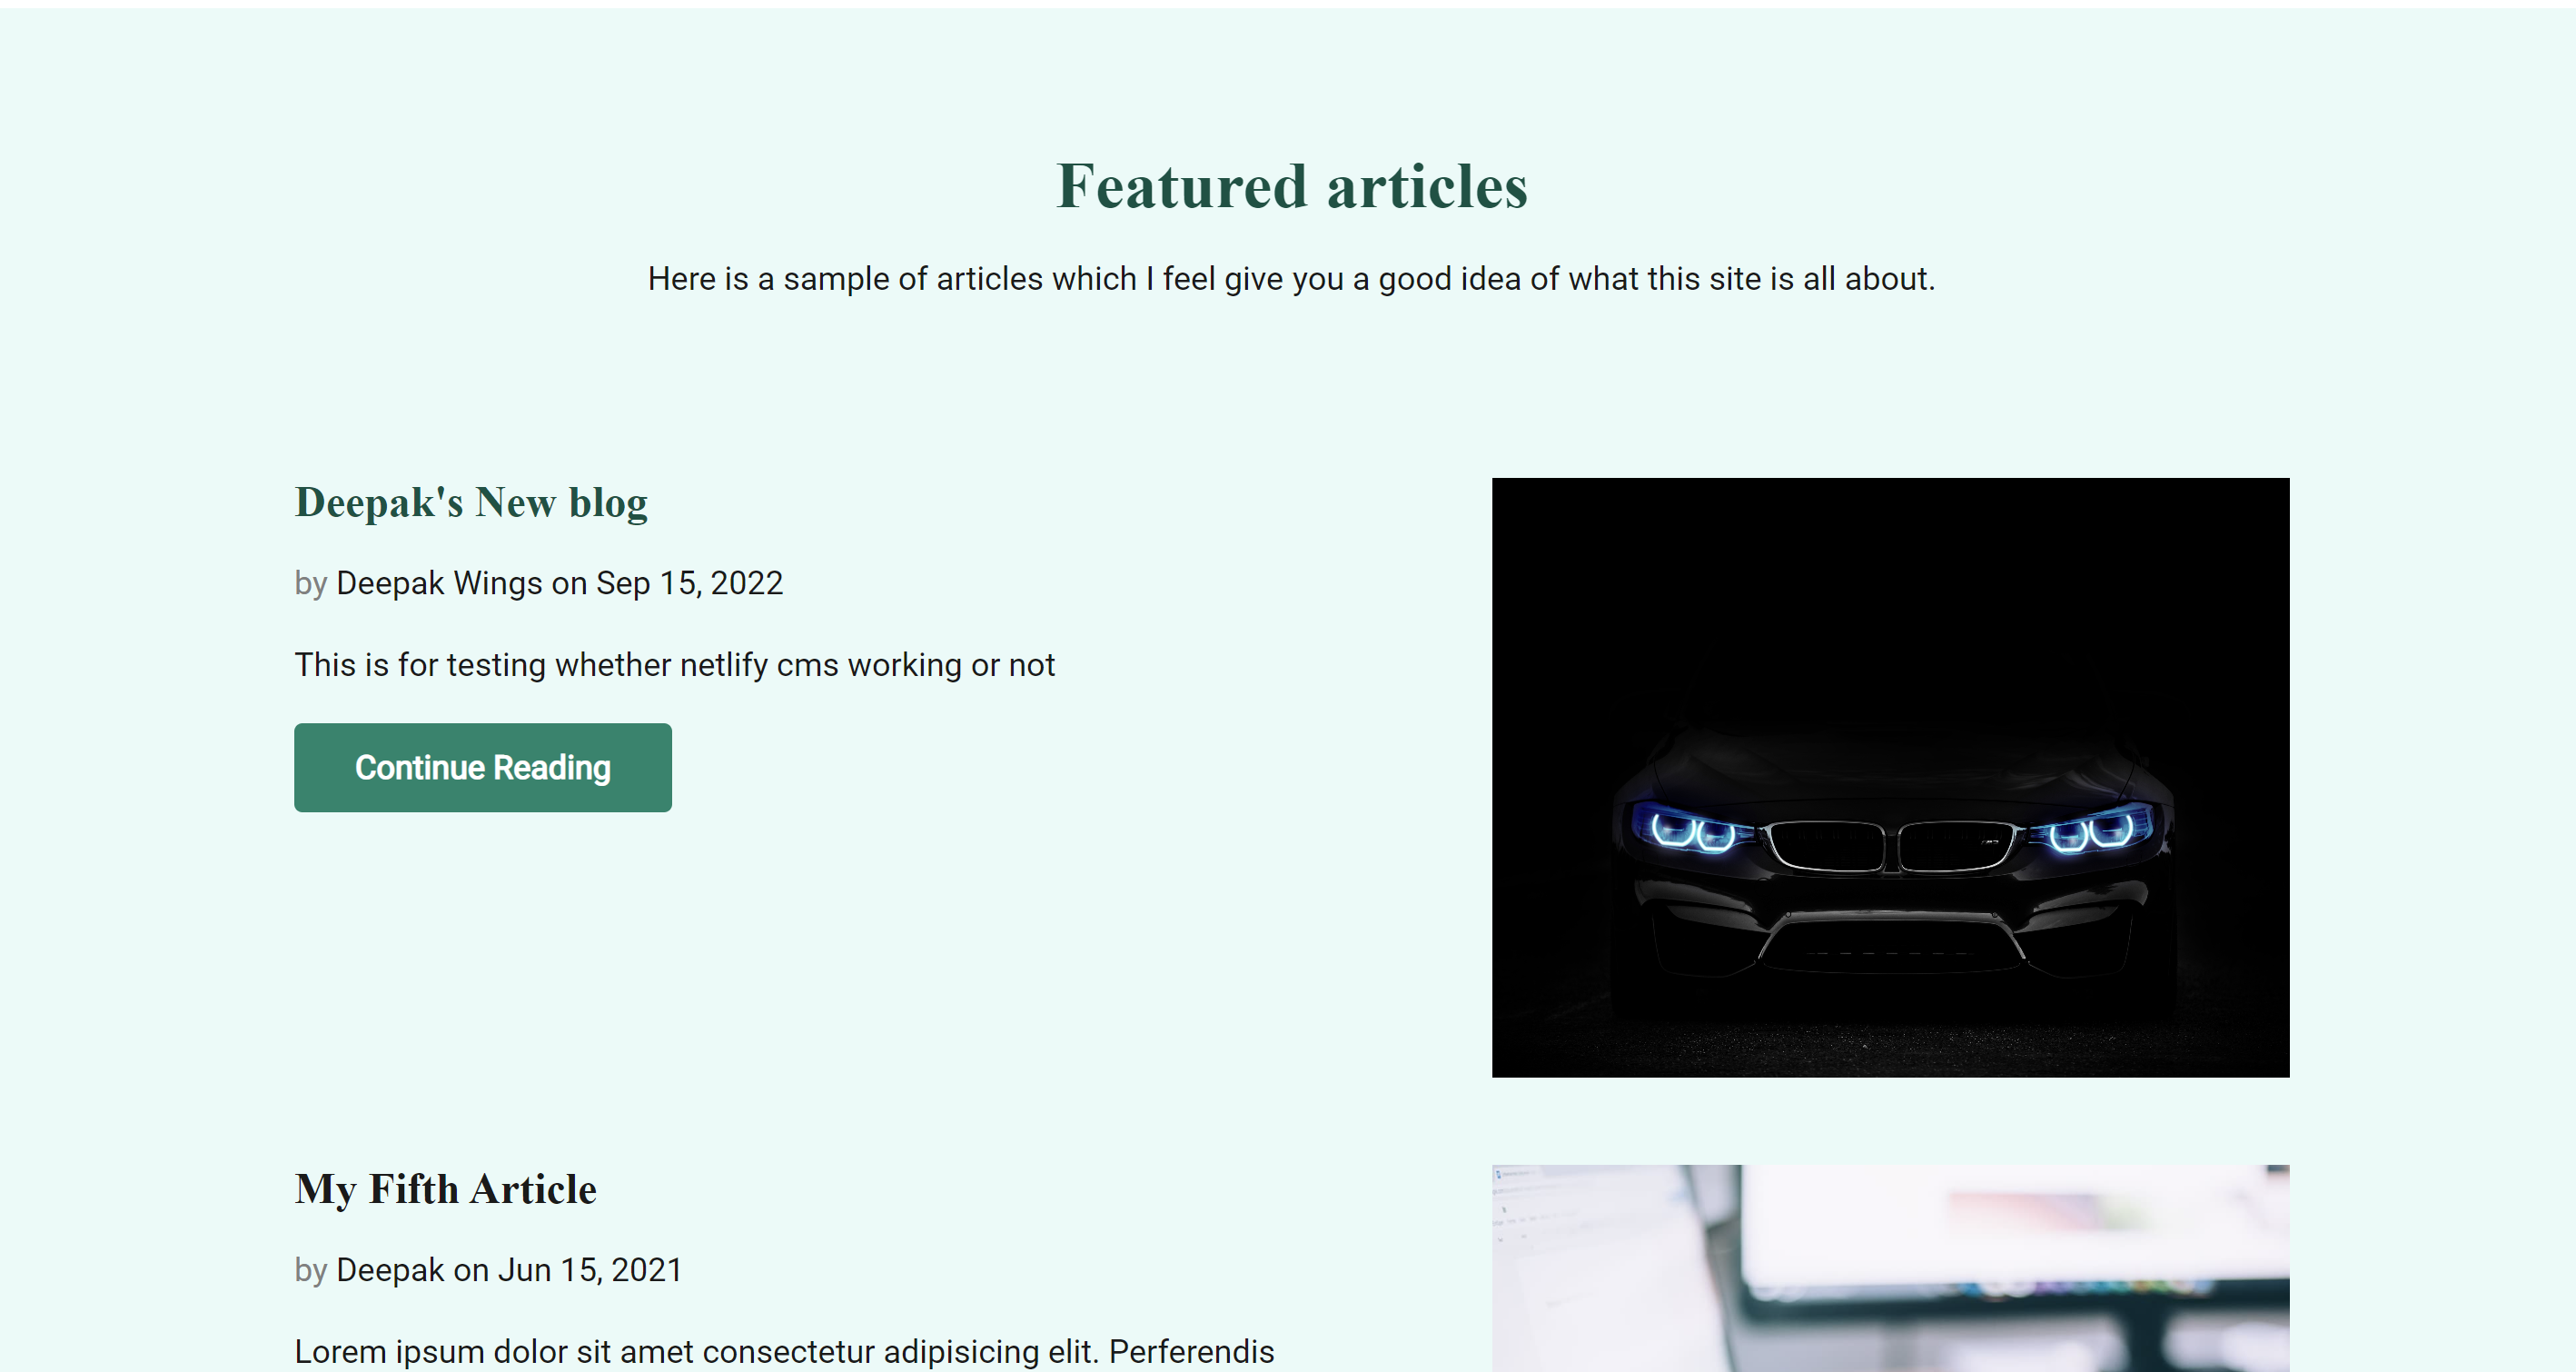 Featured articles
Here is a sample of articles which I feel give you a good idea of what this site is all about.
Deepak's New blog
by Deepak Wings on Sep 15, 2022
This is for testing whether netlify cms working or not
Continue Reading
My Fifth Article
by Deepak on Jun 15, 2021
Lorem ipsum dolor sit amet consectetur adipisicing elit. Perferendis